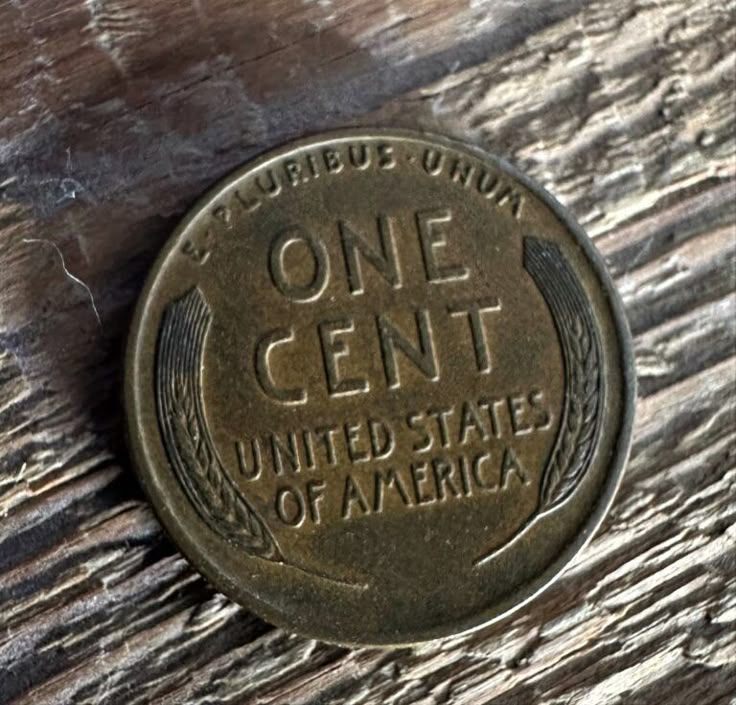 E · PLURIBUS · UNUM
ONE
CENT
UNITED STATES
OF AMERICA